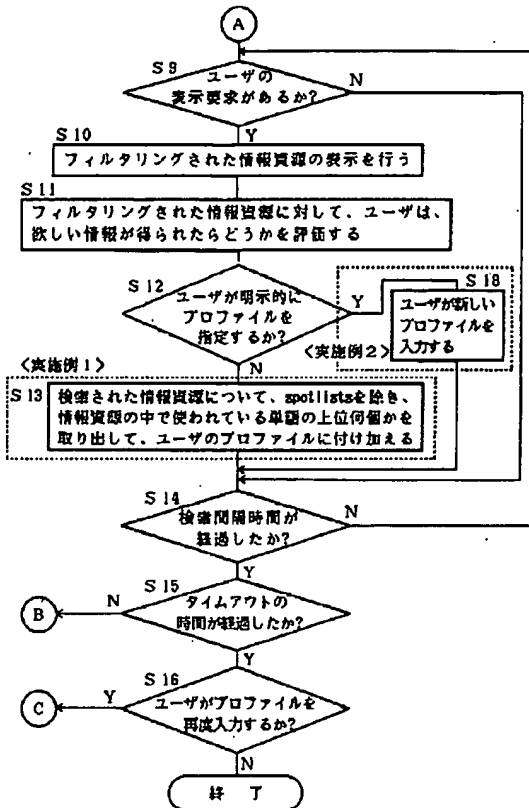 A
S9
ユーザの
表示要求があるか?
N
Y
S10
フィルタリングされた情報資源の表示を行う
S11
フィルタリングされた情報資源に対して、ユーザは、
欲しい情報が得られたらどうかを評価する
S12
ユーザが明示的に
プロファイルを
指定するか?
Y
S18
ユーザが新しい
プロファイルを
入力する
<実施例2>
<実施例1>
N
S13
検索された情報資源について、spotlistsを除き、
情報資源の中で使われている単語の上位何個かを
取り出して、ユーザのプロファイルに付け加える
S14
検索間隔時間が
経過したか?
N
Y
S15
タイムアウトの
時間が経過したか?
N
B
Y
S16
ユーザがプロファイルを
再度入力するか?
Y
C
N
終 了